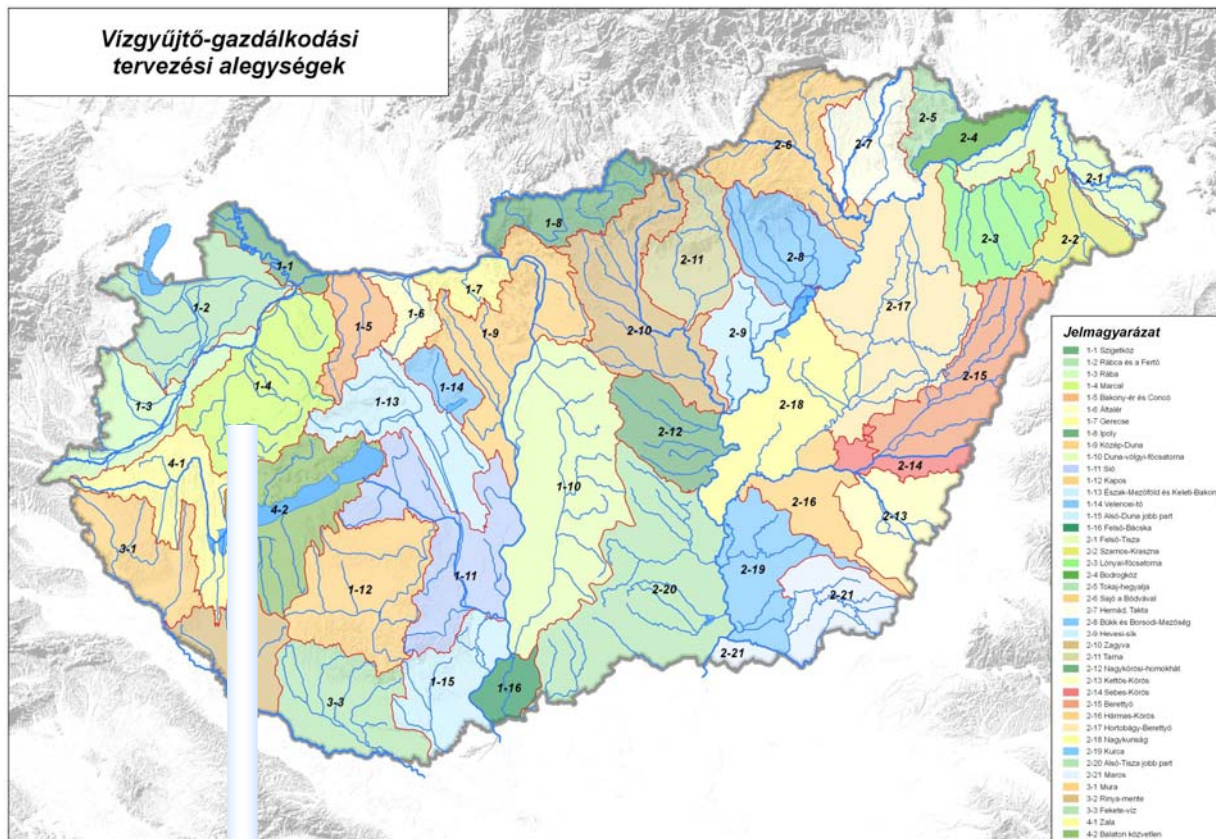 Vízgyűjtő-gazdálkodási
tervezési alegységek
2-5
2-4
2-6
2-7
2-1
1-8
2-3
2-2
1-1
2-11
2-8
1-2
1-7
1-6
1-5
1-9
2-17
2-10
2-9
1-4
1-14
2-15
1-3
1-13
2-18
2-12
4-1
2-14
1-10
4-2
2-16
2-13
3-1
1-12
1-11
2-19
2-20
2-21
2-21
1-15
1-16
3-3
Jelmagyarázat
1-1 Szigetköz
1-2 Rábca és a Fertő
1-3 Rába
1-4 Marcal
1-5 Bakony-ér és Concó
1-6 Általér
1-7 Gerecse
1-8 Ipoly
1-9 Közép-Duna
1-10 Duna-völgyi-főcsatorna
1-11 Sió
1-12 Kapos
1-13 Észak-Mezőföld és Keleti-Bakony
1-14 Velencei-tó
1-15 Alsó-Duna jobb part
1-16 Felső-Bácska
2-1 Felső-Tisza
2-2 Szamos-Kraszna
2-3 Lónyai-főcsatorna
2-4 Bodrogköz
2-5 Tokaj-hegyalja
2-6 Sajó a Bódvával
2-7 Hernád, Takta
2-8 Bükk és Borsodi-Mezőség
2-9 Hevesi-sík
2-10 Zagyva
2-11 Tarna
2-12 Nagykőrösi-homokhát
2-13 Kettős-Körös
2-14 Sebes-Körös
2-15 Berettyó
2-16 Hármas-Körös
2-17 Hortobágy-Berettyó
2-18 Nagykunság
2-19 Kurca
2-20 Alsó-Tisza jobb part
2-21 Maros
3-1 Mura
3-2 Rinya-mente
3-3 Fekete-víz
4-1 Zala
4-2 Balaton közvetlen